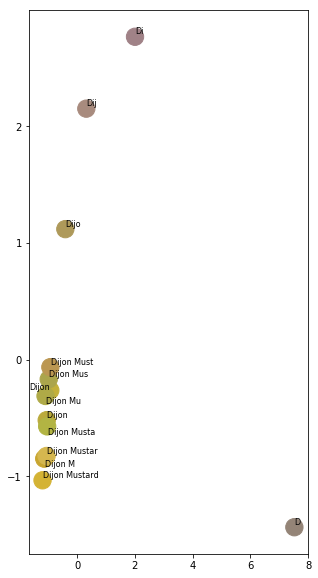 Di
Dij
2
Dijo
1
Dijon Must
0
Dijon Mus
Dijon
Dijon Mu
Dijon
Dijon Musta
Dijon Mustar
Dijon M
-1
Dijon Mustard
D
0
2
4
6
8